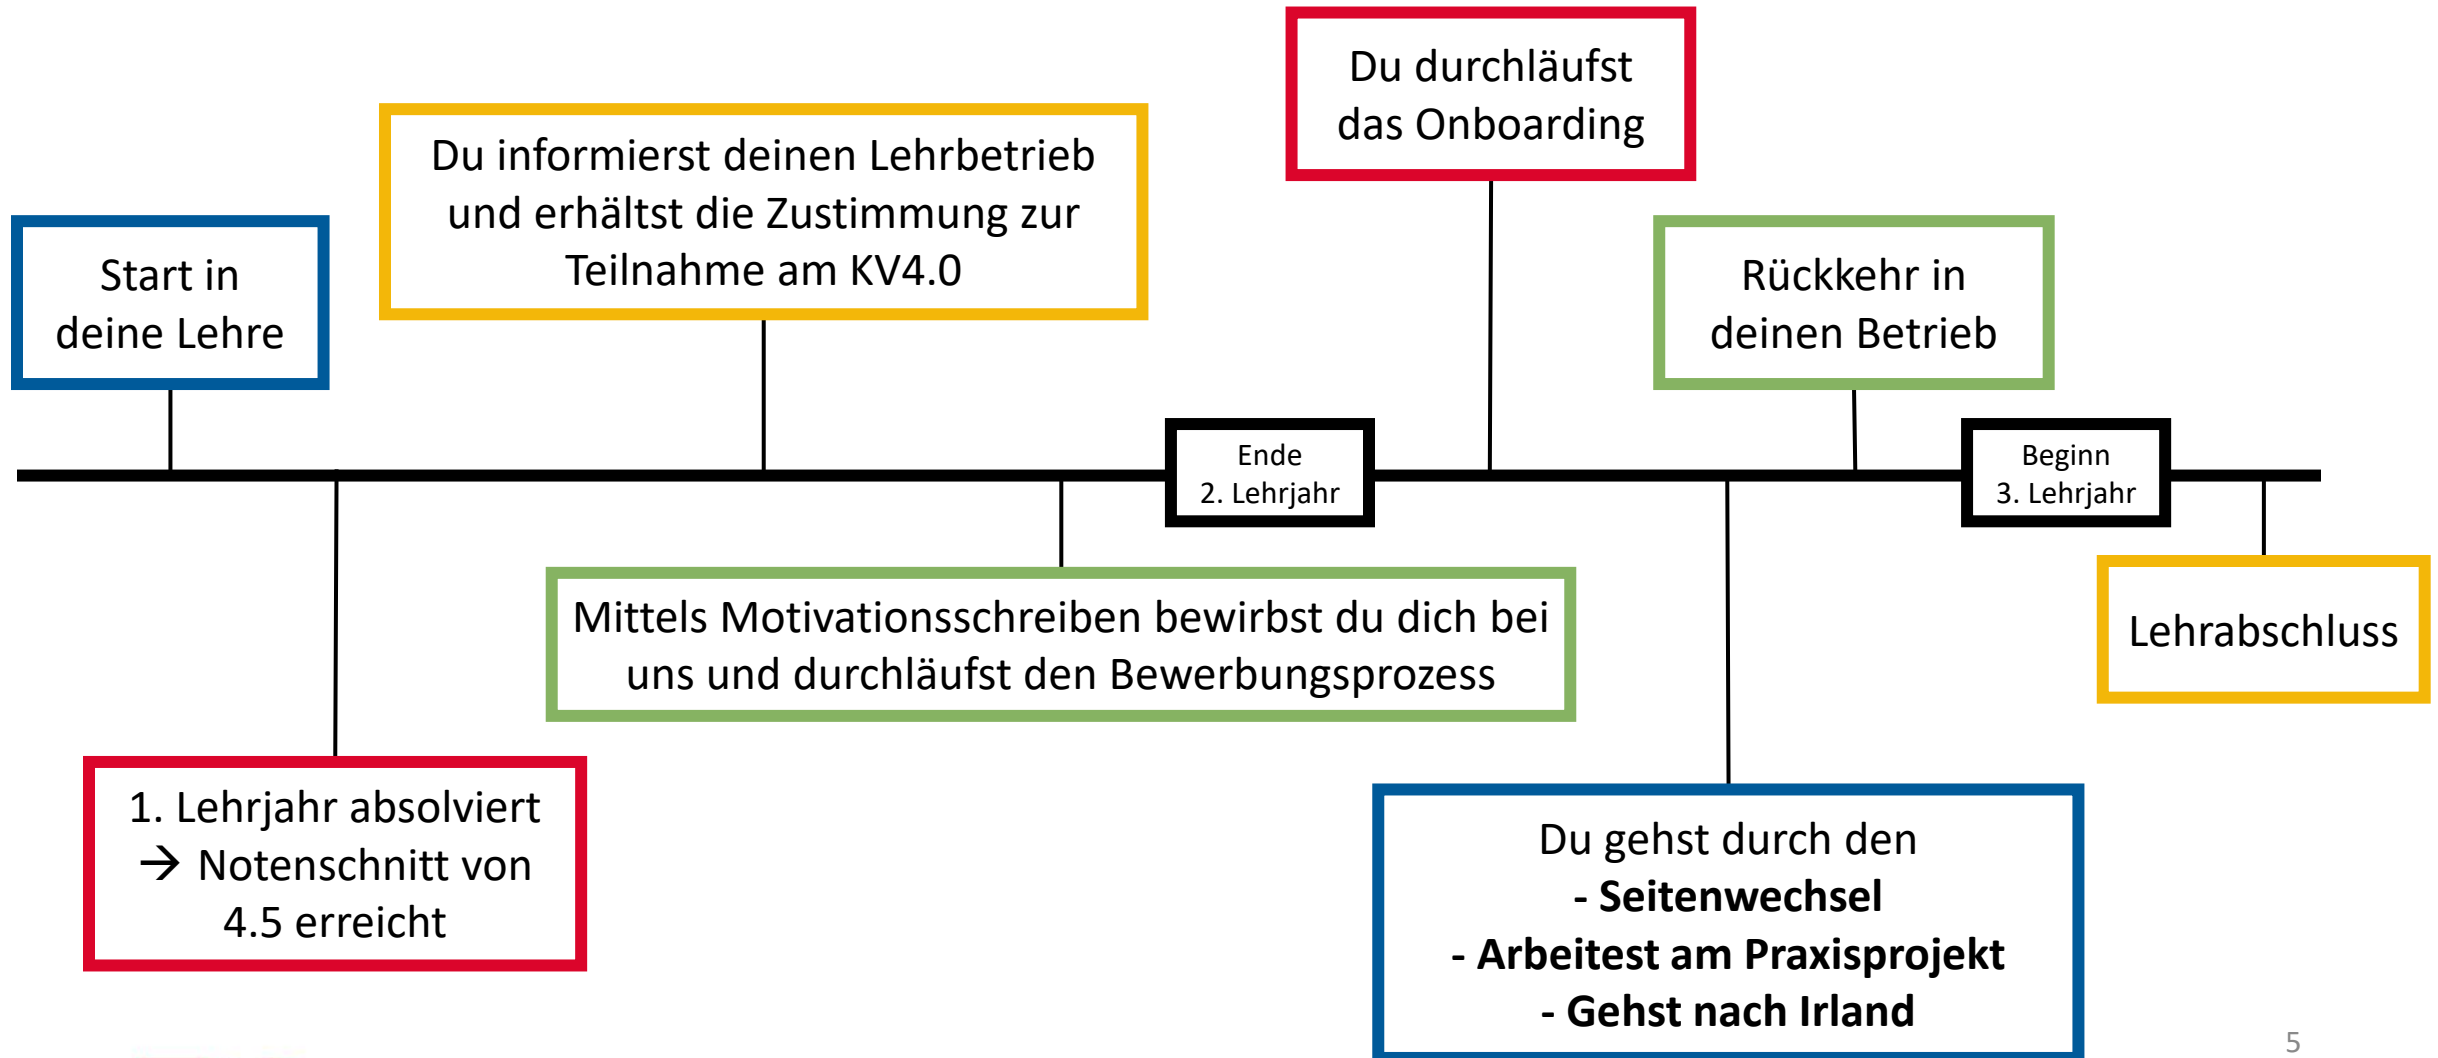 Du durchläufst
das Onboarding
Du informierst deinen Lehrbetrieb
und erhältst die Zustimmung zur
Teilnahme am KV4.0
Start in
deine Lehre
Rückkehr in
deinen Betrieb
Ende
2. Lehrjahr
Beginn
3. Lehrjahr
Mittels Motivationsschreiben bewirbst du dich bei
uns und durchläufst den Bewerbungsprozess
Lehrabschluss
1. Lehrjahr absolviert
→ Notenschnitt von
4.5 erreicht
Du gehst durch den
- Seitenwechsel
- Arbeitest am Praxisprojekt
- Gehst nach Irland
5